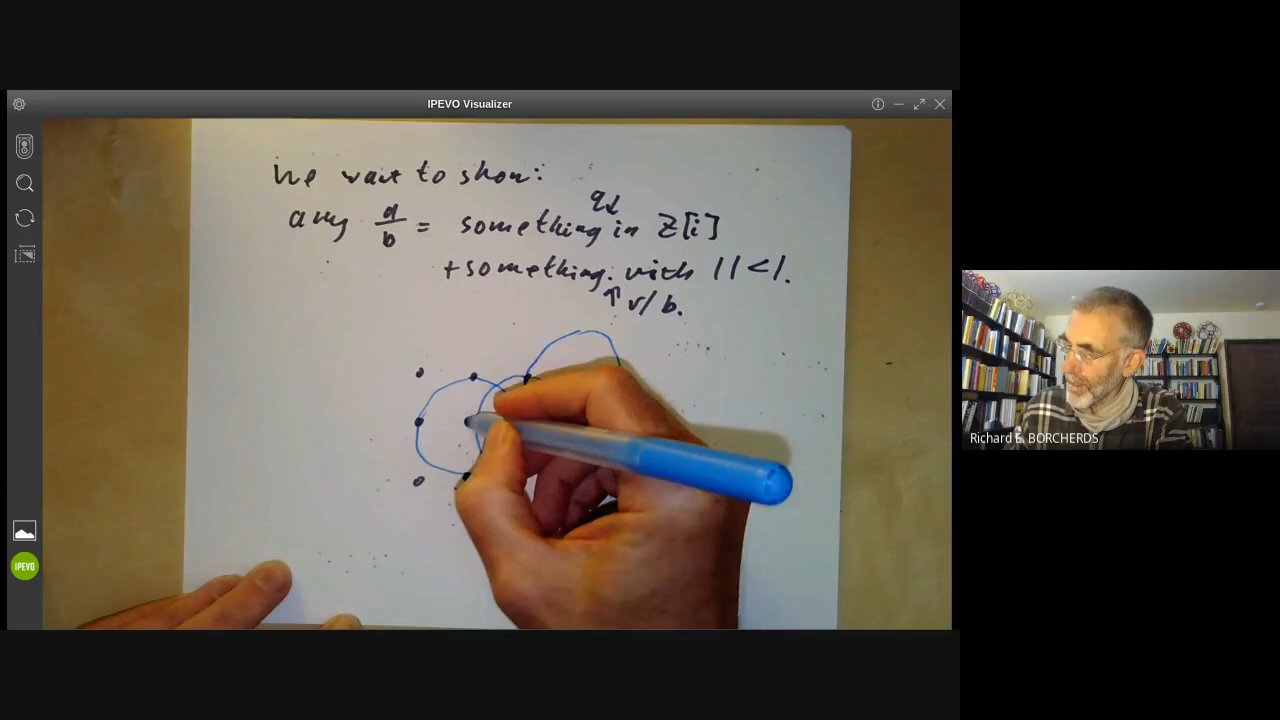 IPEVO Visualizer
we want to show:
q↓
any a/b = something in Z[i]
+something. with | | < 1.
↑ r/b.
Richard E. BORCHERDS
IPEVO